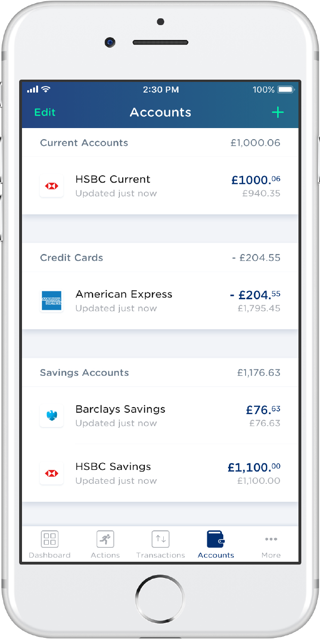 2:30 PM 100%
Edit Accounts +
Current Accounts £1,000.06
HSBC Current £1000.06
Updated just now £940.35
Credit Cards - £204.55
American Express - £204.55
Updated just now £1,795.45
Savings Accounts £1,176.63
Barclays Savings £76.63
Updated just now £76.63
HSBC Savings £1,100.00
Updated just now £1,100.00
Dashboard Actions Transactions Accounts More